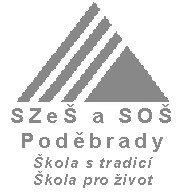 SZeŠ a SOŠ
Poděbrady
Škola s tradicí
Škola pro život